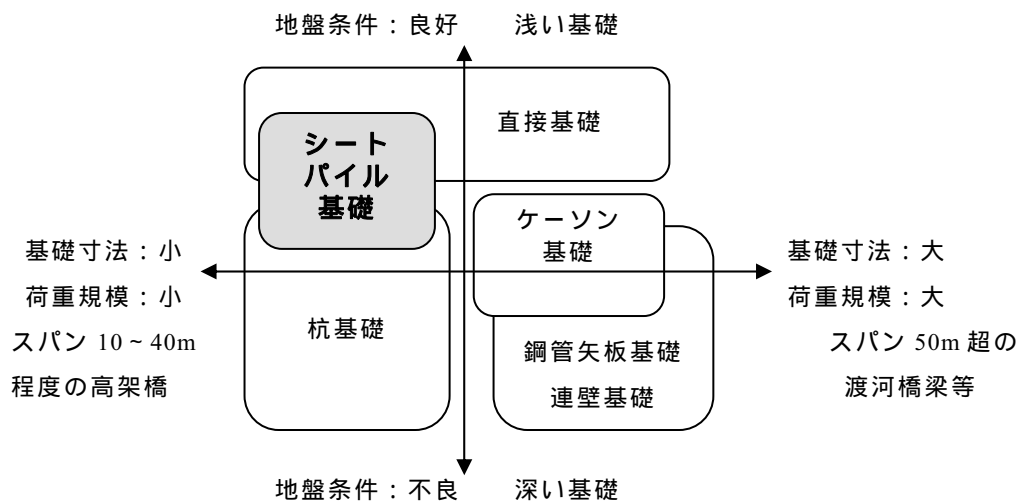 地盤条件：良好　浅い基礎
直接基礎
シート
パイル
基礎
ケーソン
基礎
基礎寸法：小
荷重規模：小
スパン 10～40m
程度の高架橋
基礎寸法：大
荷重規模：大
スパン 50m 超の
渡河橋梁等
杭基礎
鋼管矢板基礎
連壁基礎
地盤条件：不良　深い基礎